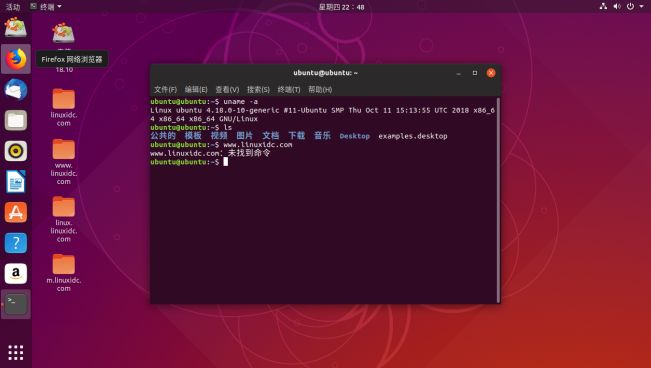 活动
终端
星期四 22：48
Firefox 网络浏览器
18.10
linuxidc.
com
www.
linuxidc.
com
linux.
linuxidc.
com
m.linuxidc.
com
ubuntu@ubuntu: ~
文件(F) 编辑(E) 查看(V) 搜索(S) 终端(T) 帮助(H)
ubuntu@ubuntu:~$ uname -a
Linux ubuntu 4.18.0-10-generic #11-Ubuntu SMP Thu Oct 11 15:13:55 UTC 2018 x86_6
4 x86_64 x86_64 GNU/Linux
ubuntu@ubuntu:~$ ls
公共的 模板 视频 图片 文档 下载 音乐 Desktop examples.desktop
ubuntu@ubuntu:~$ www.linuxidc.com
www.linuxidc.com：未找到命令
ubuntu@ubuntu:~$